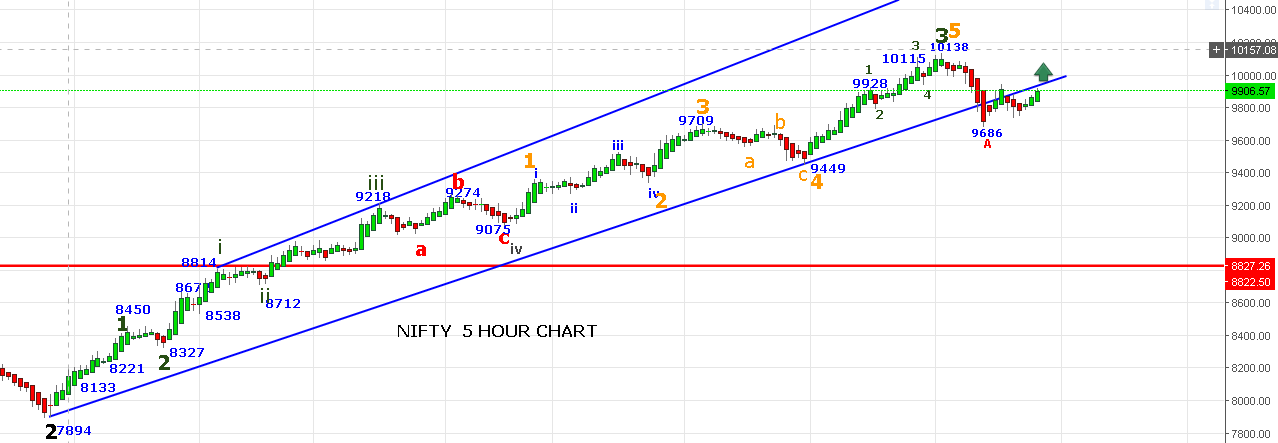 10400.00
3 5
10138
3
10115
10200.00
+ 10157.08
1
9928
4
2
10000.00
9906.57
9800.00
9686
A
3
9709
b
a
9600.00
9449
c 4
iii
1
i
iv
2
ii
9400.00
iii
9218
b
9274
9200.00
9075
c
iv
a
9000.00
i
8814
8827.26
8822.50
867
ii
8712
8538
8600.00
8450
1
NIFTY 5 HOUR CHART
8400.00
2
8327
8221
8133
8200.00
8000.00
2
7894
7800.00